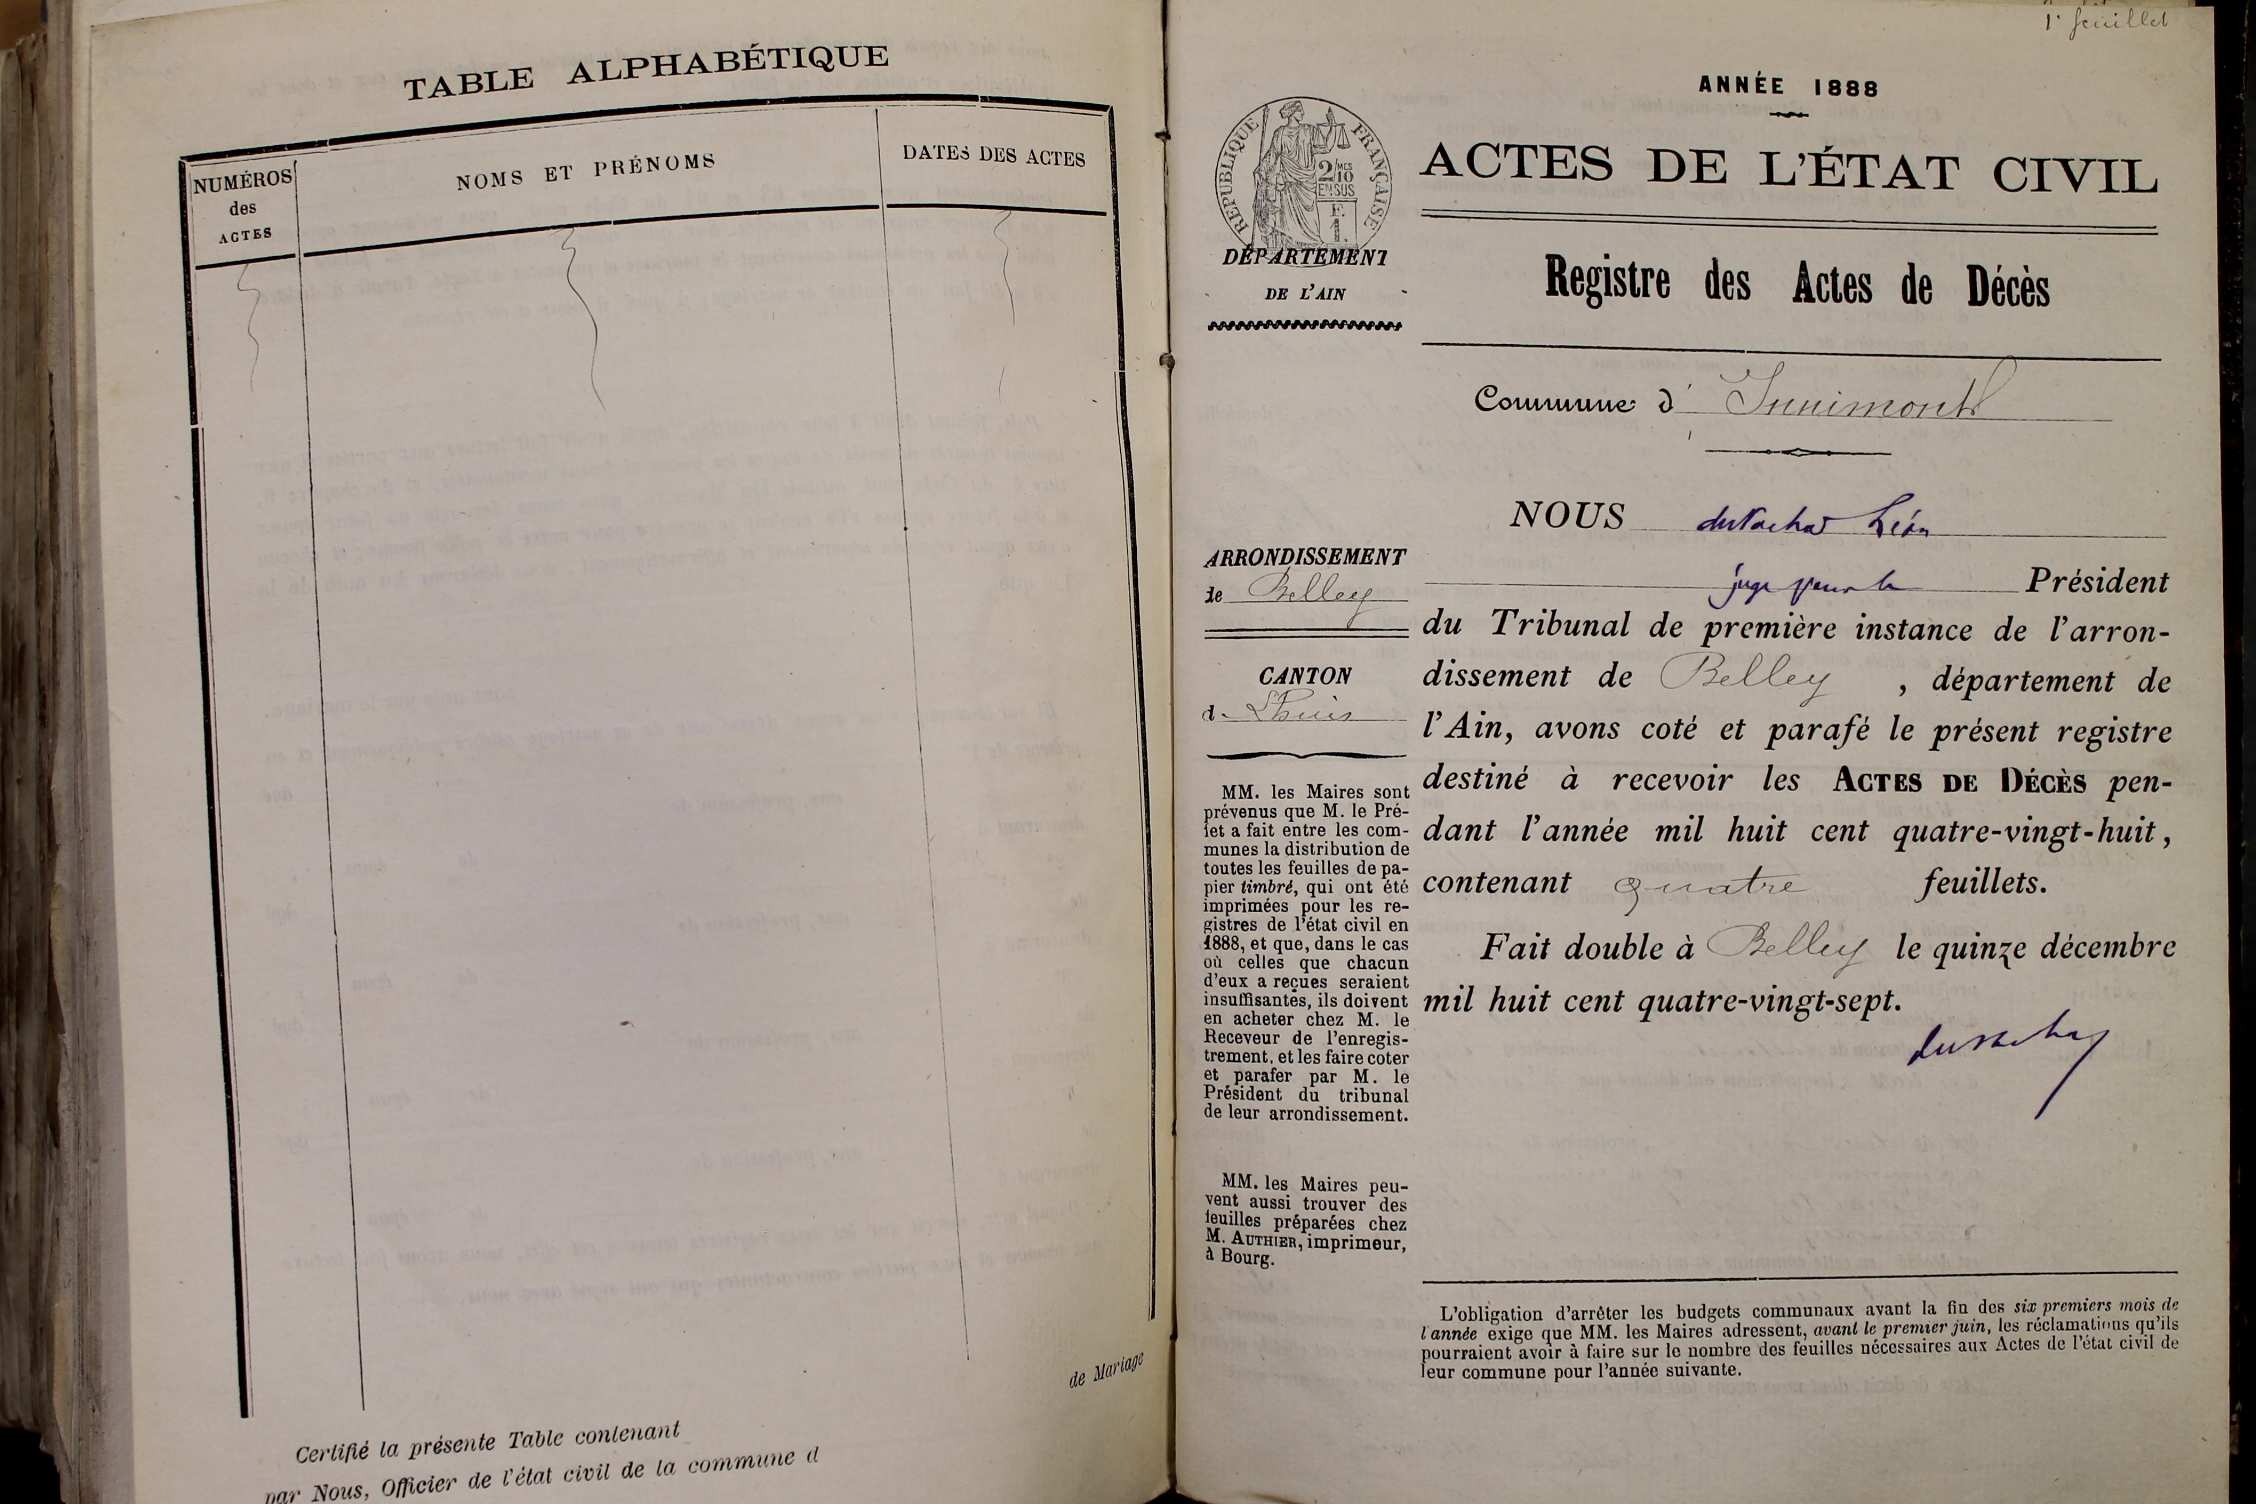 TABLE ALPHABÉTIQUE
NUMÉROS
des
ACTES
NOMS ET PRÉNOMS
DATES DES ACTES
de Mariage
Certifié la présente Table contenant
par Nous, Officier de l'état civil de la commune d
1er feuillet
ANNÉE 1888
RÉPUBLIQUE FRANÇAISE
2/10
EN SUS
ACTES DE L'ÉTAT CIVIL
DÉPARTEMENT
DE L'AIN
Registre des Actes de Décès
Commune d' Innimont
NOUS Léon
ARRONDISSEMENT
de Belley
juge Président
du Tribunal de première instance de l'arron-
dissement de Belley, département de
l'Ain, avons coté et parafé le présent registre
destiné à recevoir les ACTES DE DÉCÈS pen-
dant l'année mil huit cent quatre-vingt-huit,
contenant quatre feuillets.
Fait double à Belley le quinze décembre
mil huit cent quatre-vingt-sept.
CANTON
de Lhuis
MM. les Maires sont
prévenus que M. le Pré-
fet a fait entre les com-
munes la distribution de
toutes les feuilles de pa-
pier timbré, qui ont été
imprimées pour les re-
gistres de l'état civil en
1888, et que, dans le cas
où celles que chacun
d'eux a reçues seraient
insuffisantes, ils doivent
en acheter chez M. le
Receveur de l'enregis-
trement, et les faire coter
et parafer par M. le
Président du tribunal
de leur arrondissement.
MM. les Maires peu-
vent aussi trouver des
feuilles préparées chez
M. AUTHIER, imprimeur,
à Bourg.
L'obligation d'arrêter les budgets communaux avant la fin des six premiers mois de
l'année exige que MM. les Maires adressent, avant le premier juin, les réclamations qu'ils
pourraient avoir à faire sur le nombre des feuilles nécessaires aux Actes de l'état civil de
leur commune pour l'année suivante.